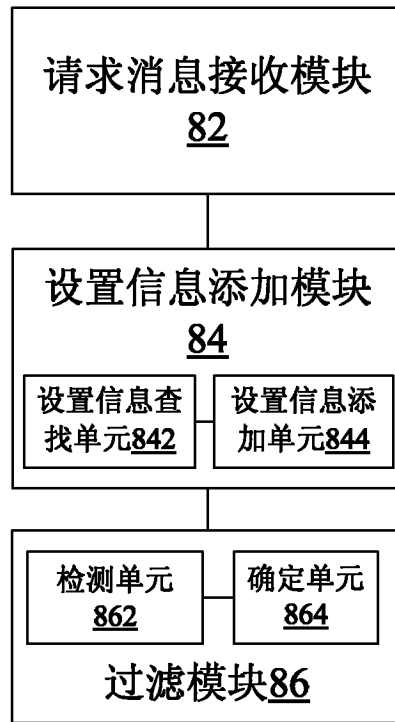 请求消息接收模块
82
设置信息添加模块
84
设置信息查
找单元842
设置信息添
加单元844
检测单元
862
确定单元
864
过滤模块86